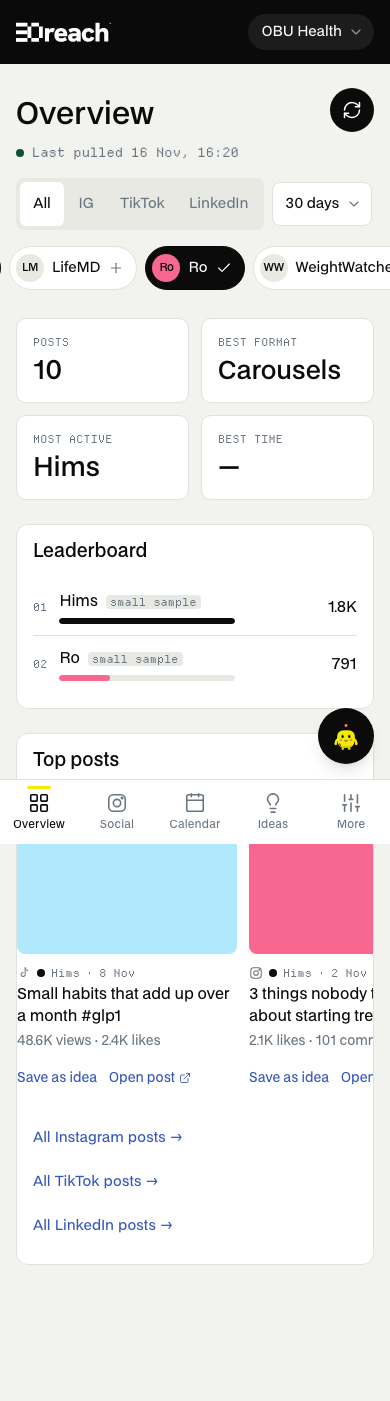 reach
OBU Health
Overview
Last pulled 16 Nov, 16:20
All IG TikTok LinkedIn 30 days
LM LifeMD Ro Ro WW WeightWatche
POSTS
10
BEST FORMAT
Carousels
MOST ACTIVE
Hims
BEST TIME
—
Leaderboard
01 Hims small sample 1.8K
02 Ro small sample 791
Top posts
Overview Social Calendar Ideas More
Hims · 8 Nov
Small habits that add up over
a month #glp1
48.6K views · 2.4K likes
Save as idea Open post
Hims · 2 Nov
3 things nobody t
about starting tre
2.1K likes · 101 comm
Save as idea Open
All Instagram posts →
All TikTok posts →
All LinkedIn posts →